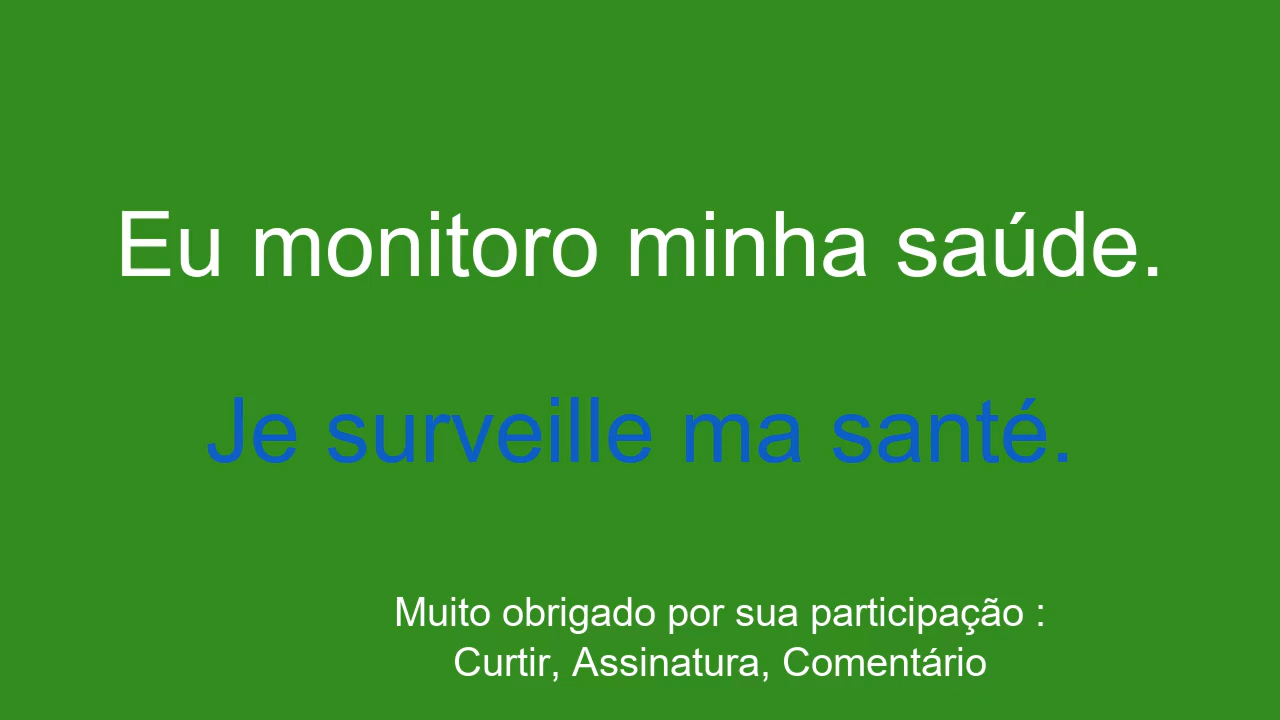 Eu monitoro minha saúde.
Je surveille ma santé.
Muito obrigado por sua participação :
Curtir, Assinatura, Comentário